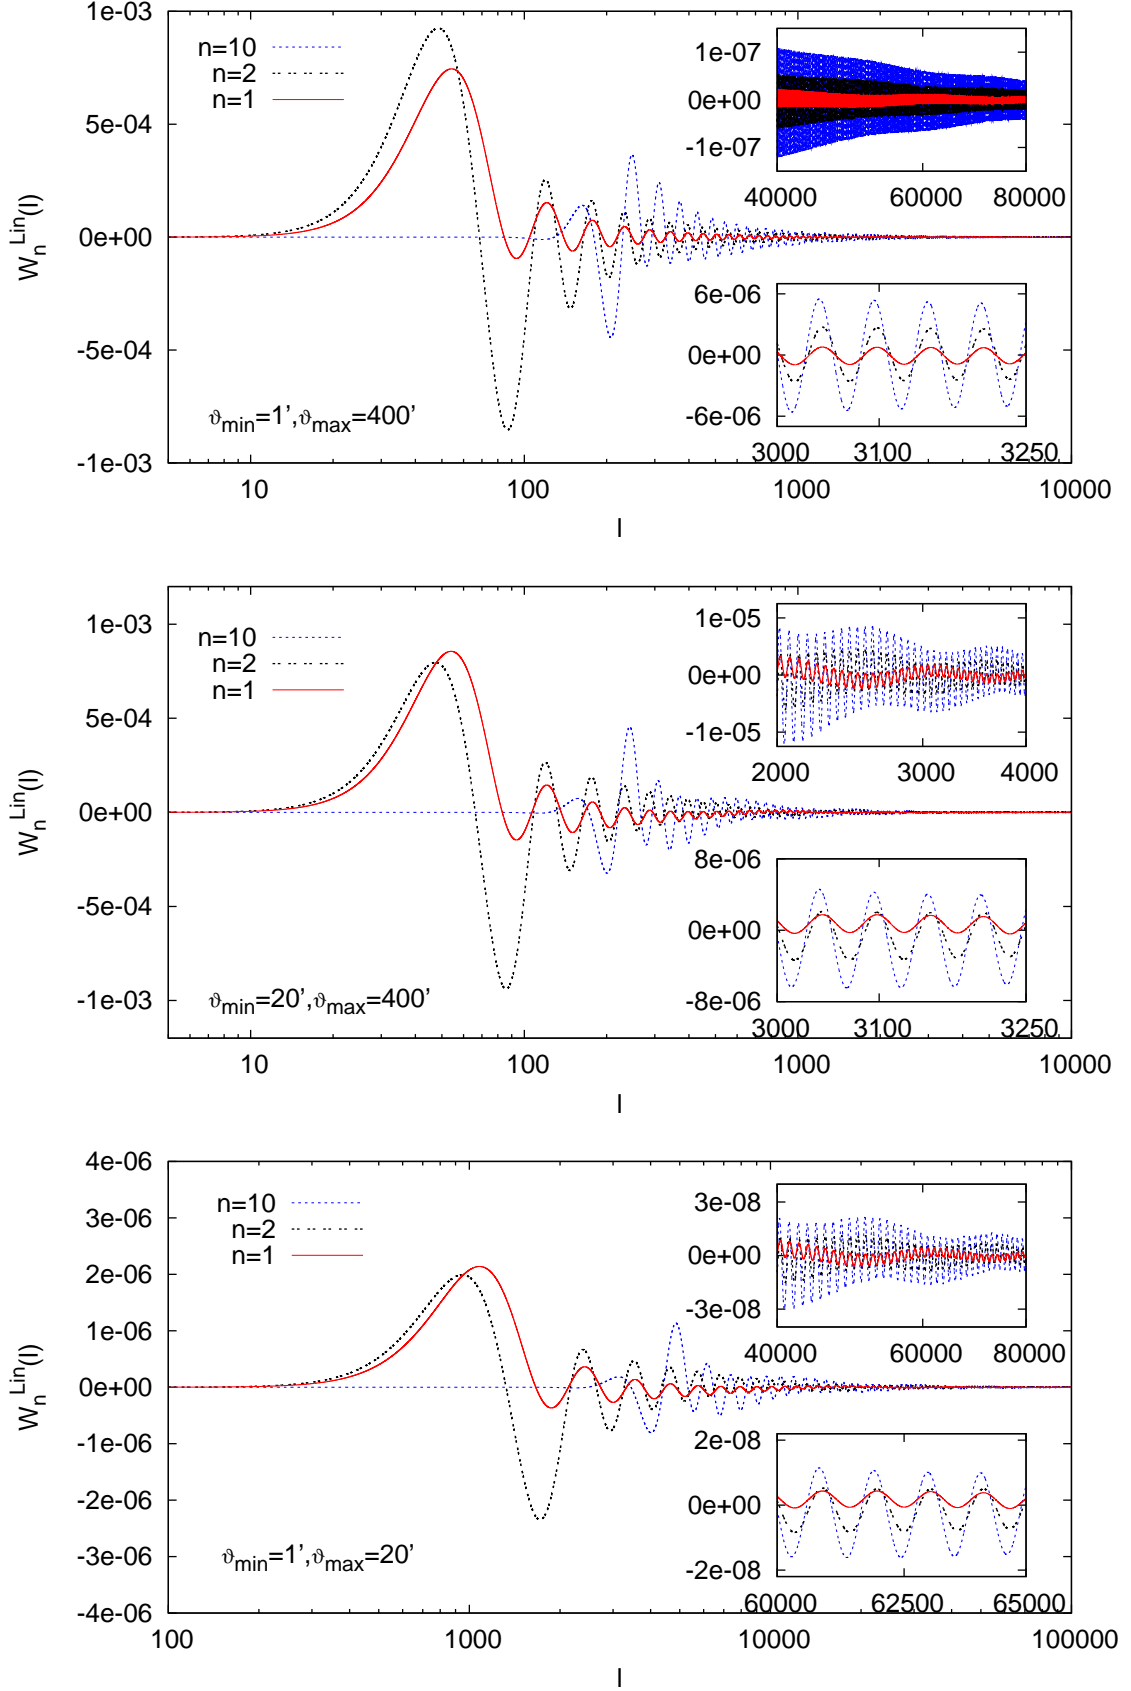 1e-03
5e-04
0e+00
-5e-04
-1e-03
W_n^Lin(l)
n=10
n=2
n=1
ϑmin=1',ϑmax=400'
1e-07
0e+00
-1e-07
40000 60000 80000
6e-06
0e+00
-6e-06
3000 3100 3250
10 100 1000 10000
l
1e-03
5e-04
0e+00
-5e-04
-1e-03
W_n^Lin(l)
n=10
n=2
n=1
ϑmin=20',ϑmax=400'
1e-05
0e+00
-1e-05
2000 3000 4000
8e-06
0e+00
-8e-06
3000 3100 3250
10 100 1000 10000
l
4e-06
3e-06
2e-06
1e-06
0e+00
-1e-06
-2e-06
-3e-06
-4e-06
W_n^Lin(l)
n=10
n=2
n=1
ϑmin=1',ϑmax=20'
3e-08
0e+00
-3e-08
40000 60000 80000
2e-08
0e+00
-2e-08
60000 62500 65000
100 1000 10000 100000
l